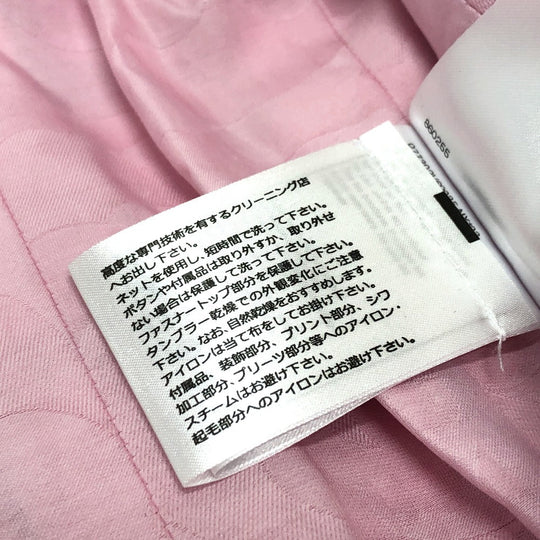 高度な専門技術を有するクリーニング店
へお出し下さい。
ネットを使用し、短時間で洗って下さい。
ボタンや付属品は取り外すか、取り外せ
ない場合は保護して洗って下さい。
ファスナートップ部分を保護して下さい。
タンブラー乾燥での外観変化にご注意
下さい。なお、自然乾燥をおすすめします。
アイロンは当て布をしてお掛け下さい。
付属品、装飾部分、プリント部分、シワ
加工部分、プリーツ部分等へのアイロン、
スチームはお避け下さい。
起毛部分へのアイロンはお避け下さい。
860256